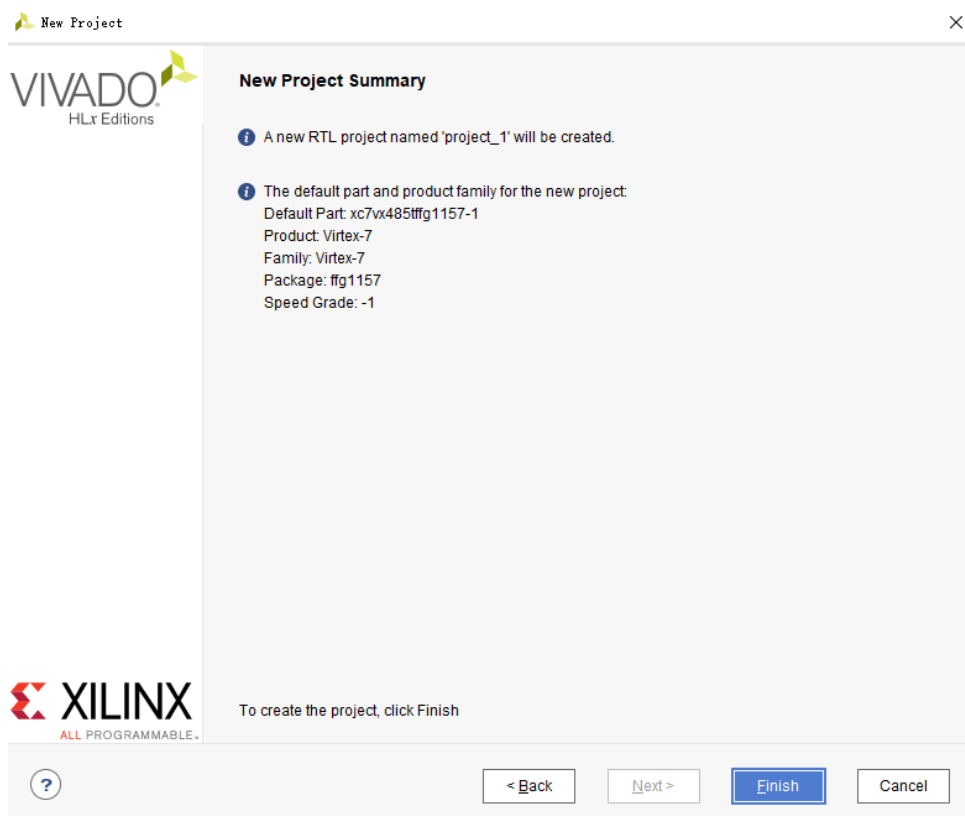 New Project
VIVADO.
HLx Editions
New Project Summary
A new RTL project named 'project_1' will be created.
The default part and product family for the new project:
Default Part: xc7vx485tffg1157-1
Product: Virtex-7
Family: Virtex-7
Package: ffg1157
Speed Grade: -1
XILINX
ALL PROGRAMMABLE.
To create the project, click Finish
?
< Back
Next >
Finish
Cancel